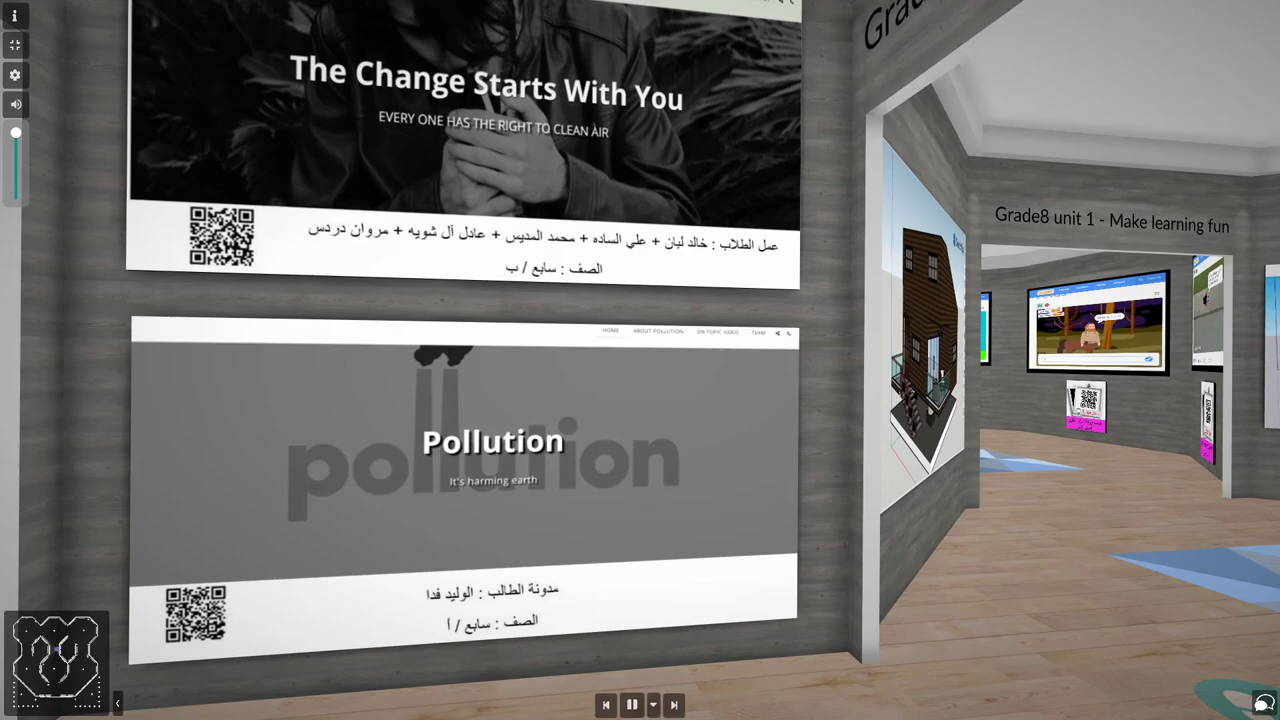 The Change Starts With You
EVERY ONE HAS THE RIGHT TO CLEAN AIR
عمل الطلاب : خالد لبان + علي الساده + محمد المديس + عادل آل شويه + مروان دردس
الصف : سابع / ب
HOME ABOUT POLLUTION ON TOPIC VIDEO TEAM
pollution
Pollution
It's harming earth
مدونة الطالب : الوليد فدا
الصف : سابع / أ
Grade8 unit 1 - Make learning fun